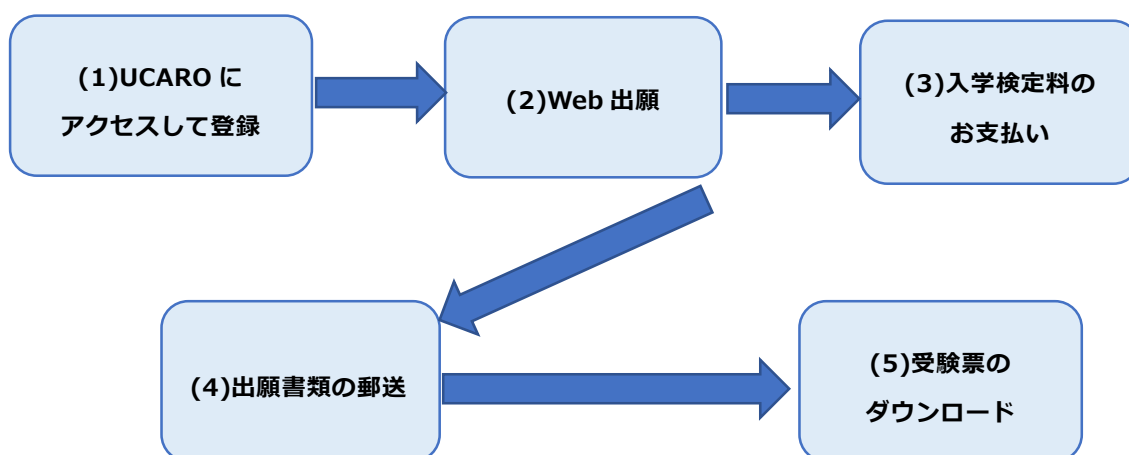 (1)UCARO に
アクセスして登録
(2)Web 出願
(3)入学検定料の
お支払い
(4)出願書類の郵送
(5)受験票の
ダウンロード